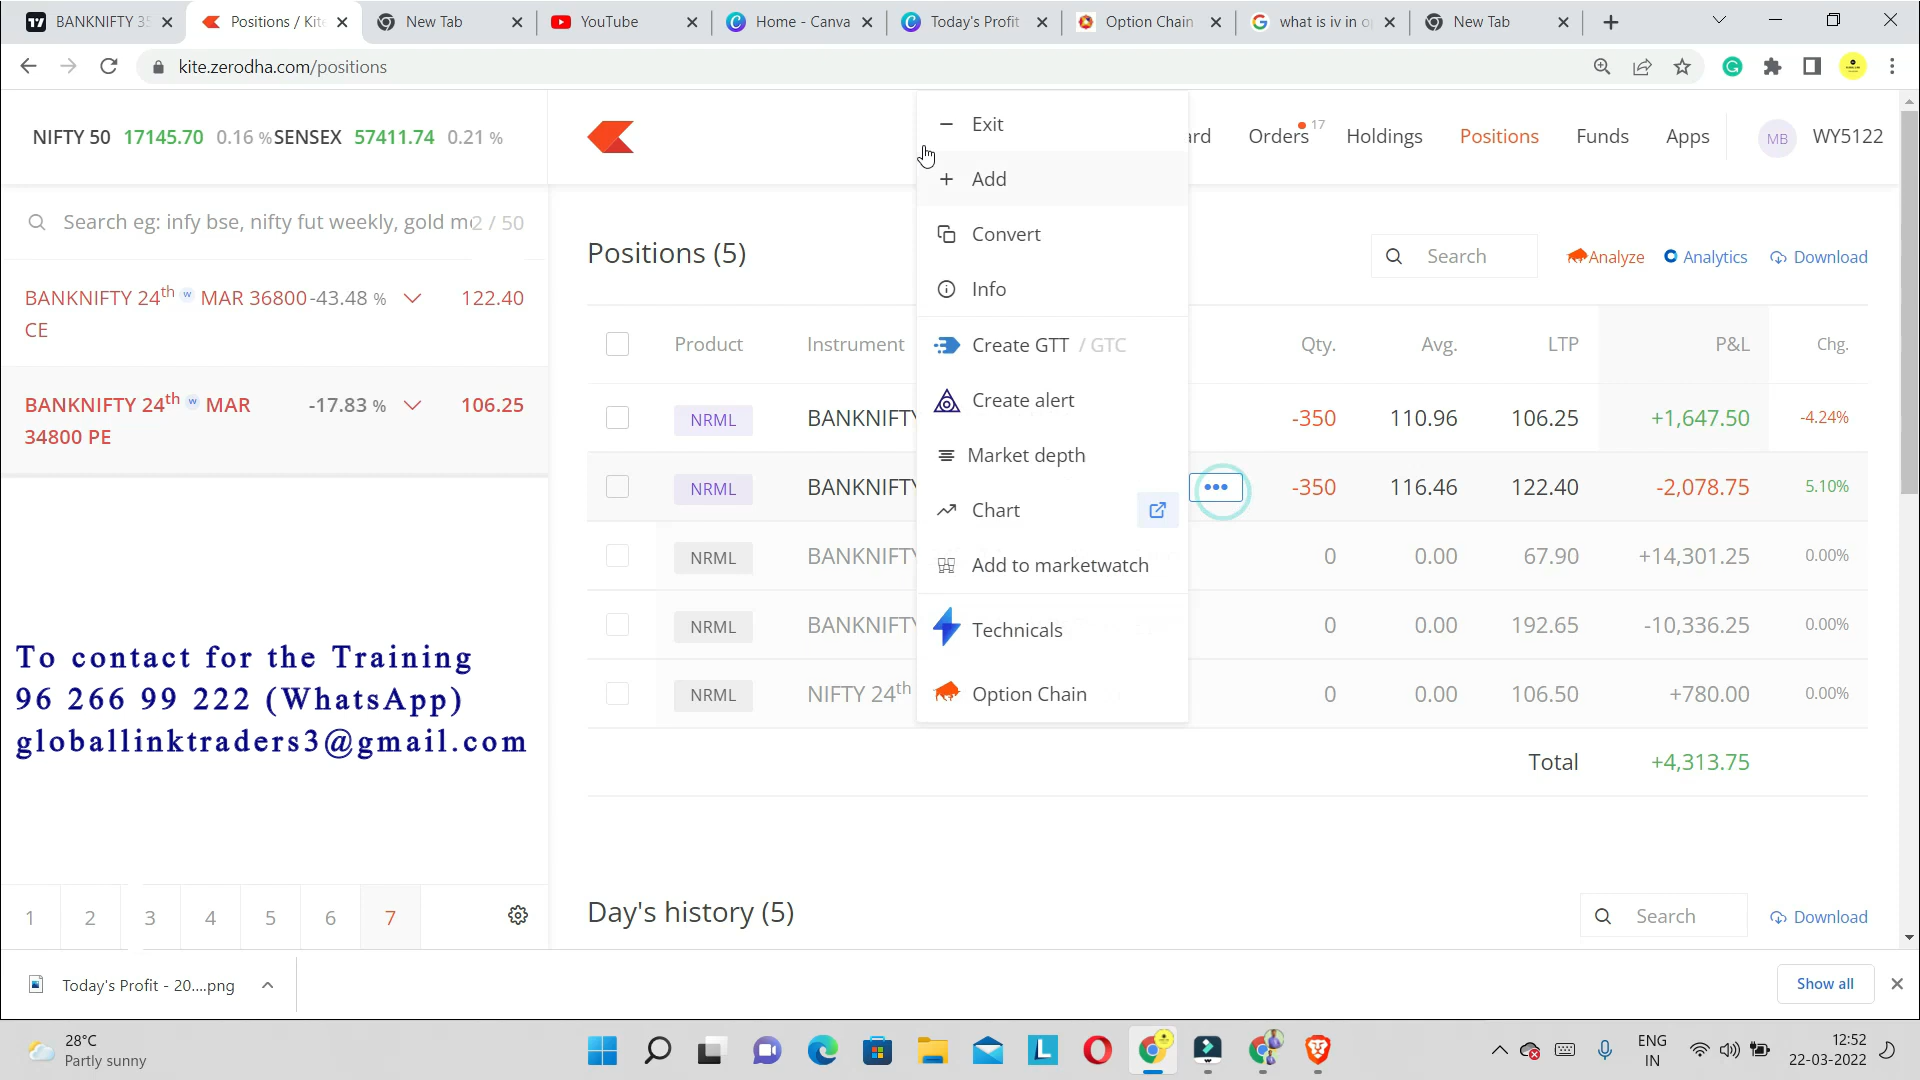 BANKNIFTY 35
Positions / Kite
New Tab
YouTube
Home - Canva
Today's Profit
Option Chain
what is iv in op
New Tab
kite.zerodha.com/positions
NIFTY 50 17145.70 0.16 % SENSEX 57411.74 0.21 %
Orders 17
Holdings
Positions
Funds
Apps
MB
WY5122
Search eg: infy bse, nifty fut weekly, gold m
2 / 50
BANKNIFTY 24th w MAR 36800 -43.48 % 122.40
CE
BANKNIFTY 24th w MAR -17.83 % 106.25
34800 PE
To contact for the Training
96 266 99 222 (WhatsApp)
globallinktraders3@gmail.com
1 2 3 4 5 6 7
Exit
Add
Convert
Info
Create GTT / GTC
Create alert
Market depth
Chart
Add to marketwatch
Technicals
Option Chain
Positions (5)
Search
Analyze
Analytics
Download
Product Instrument Qty. Avg. LTP P&L Chg.
NRML BANKNIFTY -350 110.96 106.25 +1,647.50 -4.24%
NRML BANKNIFTY ••• -350 116.46 122.40 -2,078.75 5.10%
NRML BANKNIFTY 0 0.00 67.90 +14,301.25 0.00%
NRML BANKNIFTY 0 0.00 192.65 -10,336.25 0.00%
NRML NIFTY 24th 0 0.00 106.50 +780.00 0.00%
Total +4,313.75
Day's history (5)
Search
Download
Today's Profit - 20....png
Show all
28°C
Partly sunny
ENG
IN
12:52
22-03-2022